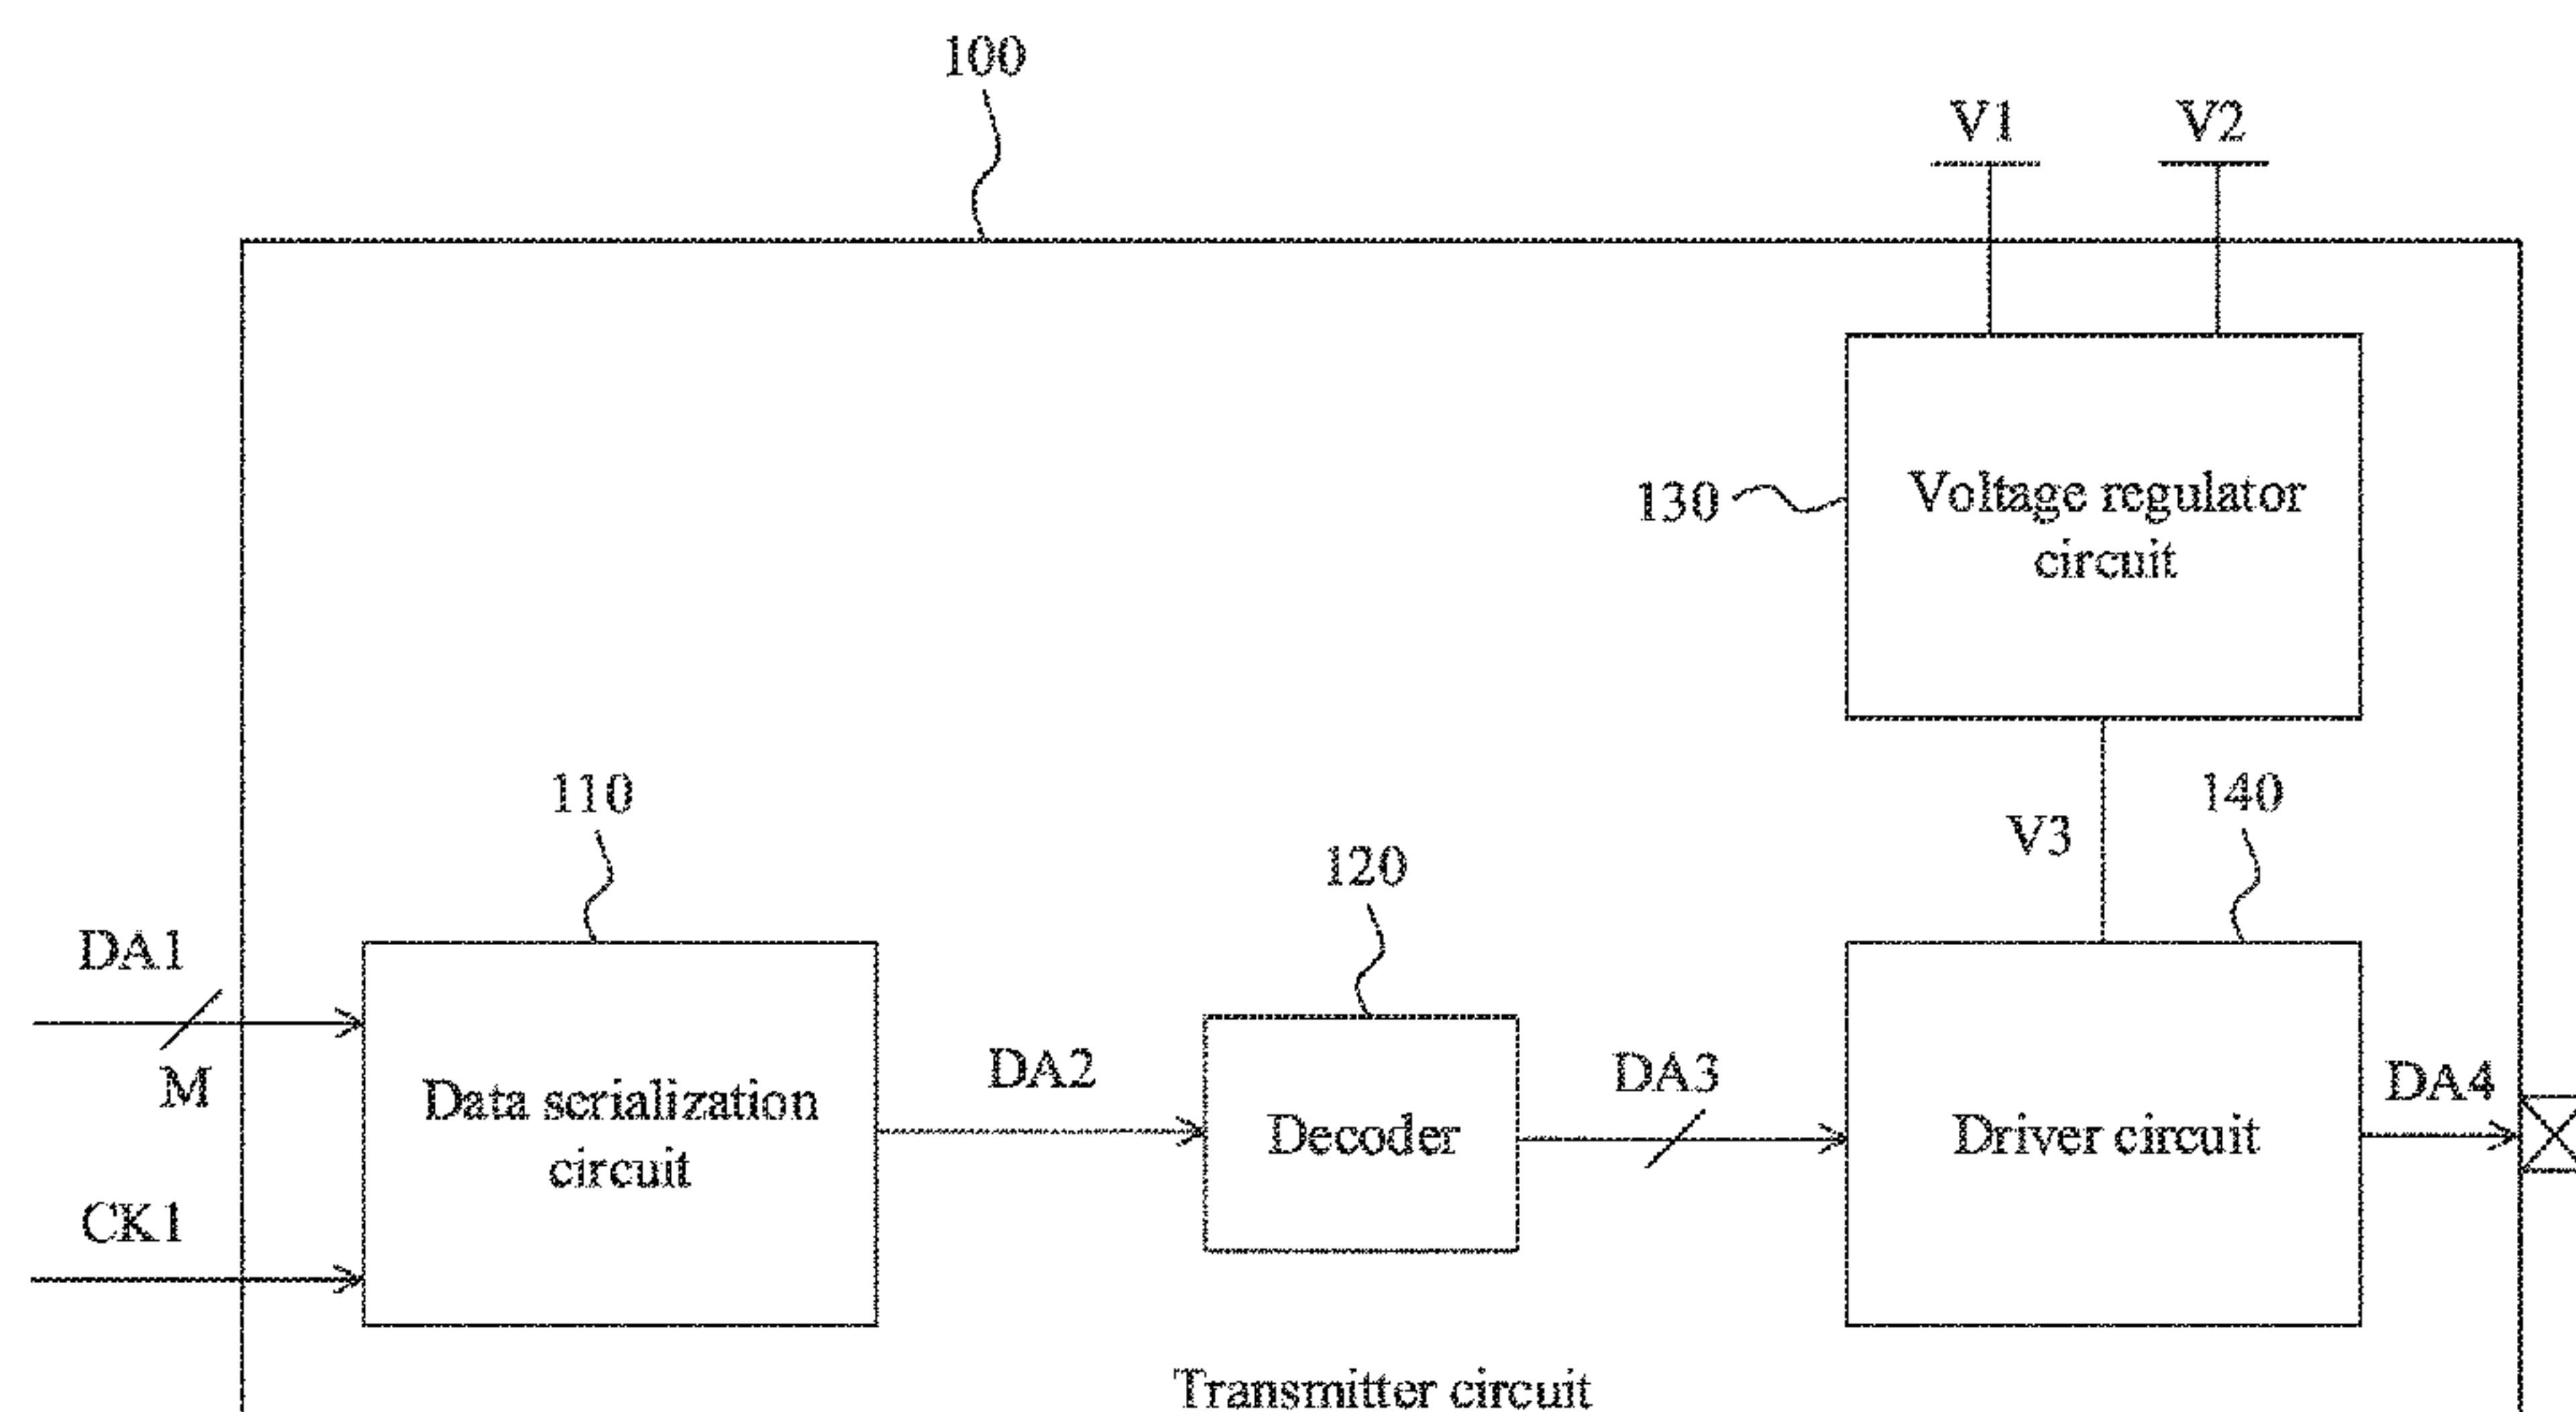 100
V1
V2
130
Voltage regulator
circuit
110
V3
140
120
DA1
M
Data serialization
circuit
DA2
Decoder
DA3
Driver circuit
DA4
CK1
Transmitter circuit